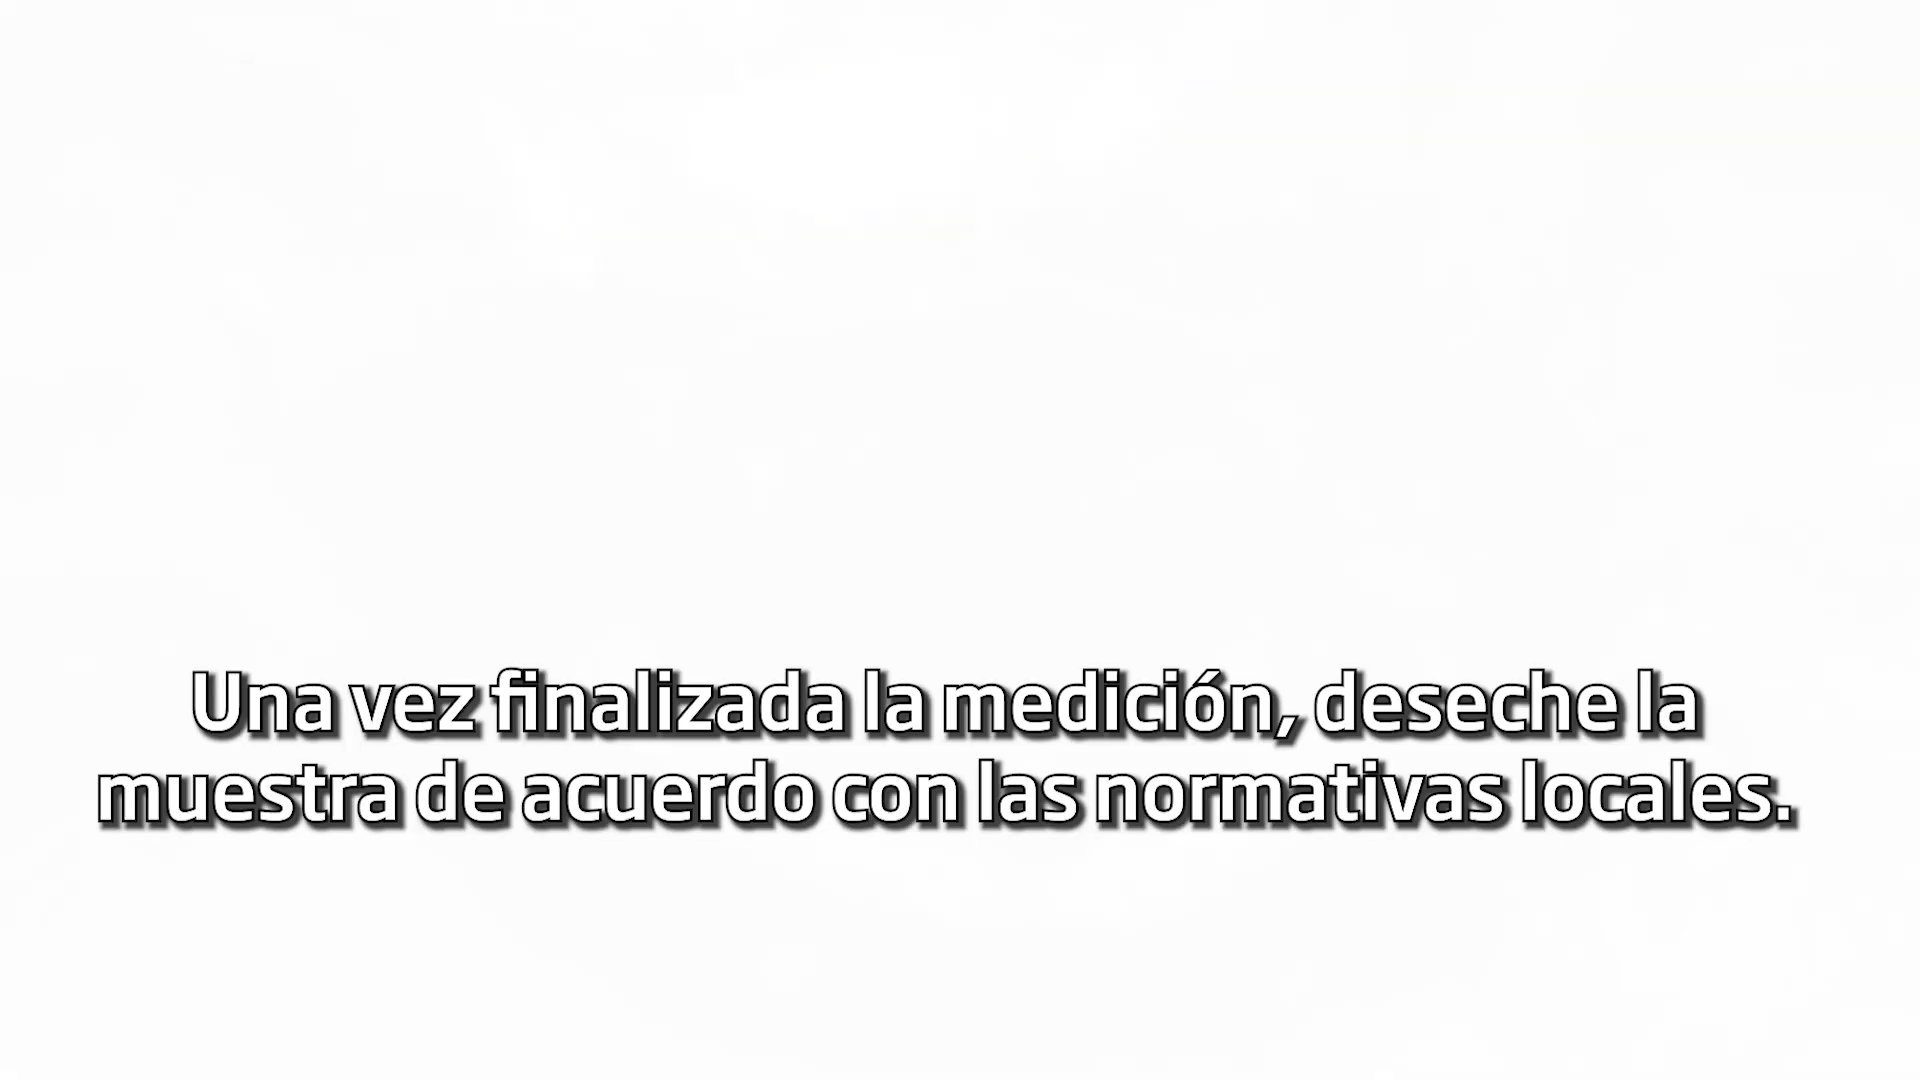 Una vez finalizada la medición, deseche la
muestra de acuerdo con las normativas locales.